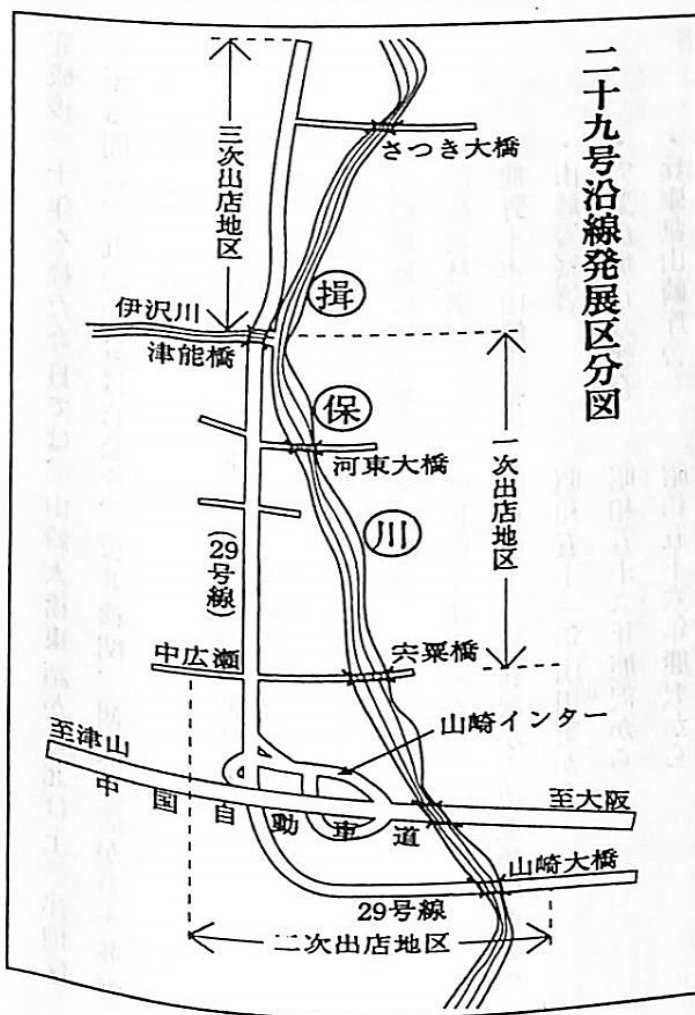 二十九号沿線発展区分図
さつき大橋
三次出店地区
揖
伊沢川
津能橋
保
河東大橋
一次出店地区
川
(29号線)
中広瀬
宍粟橋
山崎インター
至津山
中国自動車道
至大阪
山崎大橋
29号線
二次出店地区